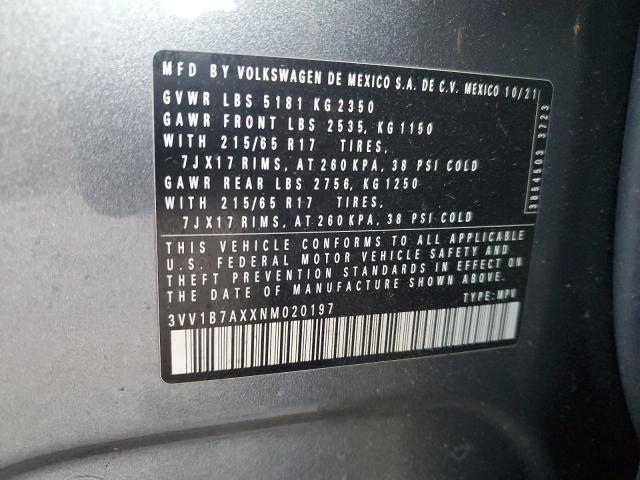 MFD BY VOLKSWAGEN DE MEXICO S.A. DE C.V. MEXICO 10/21
GVWR LBS 5181 KG 2350
GAWR FRONT LBS 2535, KG 1150
WITH 215/65 R17 TIRES,
7JX17 RIMS, AT 260 KPA, 38 PSI COLD
GAWR REAR LBS 2756, KG 1250
WITH 215/65 R17 TIRES,
7JX17 RIMS, AT 260 KPA, 38 PSI COLD
THIS VEHICLE CONFORMS TO ALL APPLICABLE
U.S. FEDERAL MOTOR VEHICLE SAFETY AND
THEFT PREVENTION STANDARDS IN EFFECT ON
THE DATE OF MANUFACTURE SHOWN ABOVE.
3VV1B7AXXNM020197 TYPE: MPV
3854503 3723